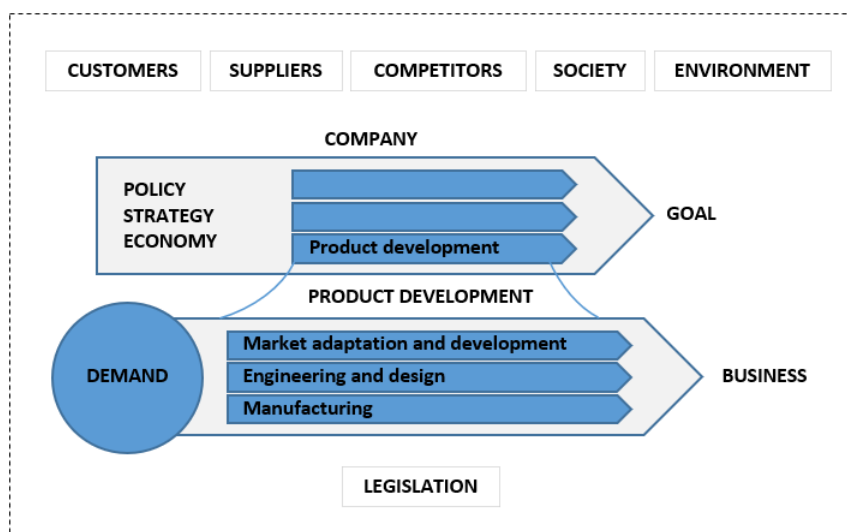 CUSTOMERS
SUPPLIERS
COMPETITORS
SOCIETY
ENVIRONMENT
COMPANY
POLICY
STRATEGY
ECONOMY
Product development
GOAL
PRODUCT DEVELOPMENT
DEMAND
Market adaptation and development
Engineering and design
Manufacturing
BUSINESS
LEGISLATION